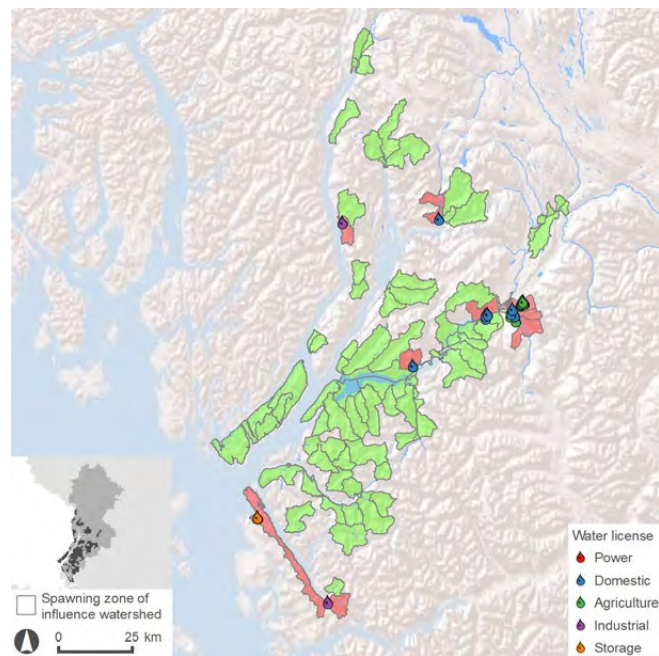 Water license
Power
Domestic
Agriculture
Industrial
Storage
Spawning zone of
influence watershed
0 25 km